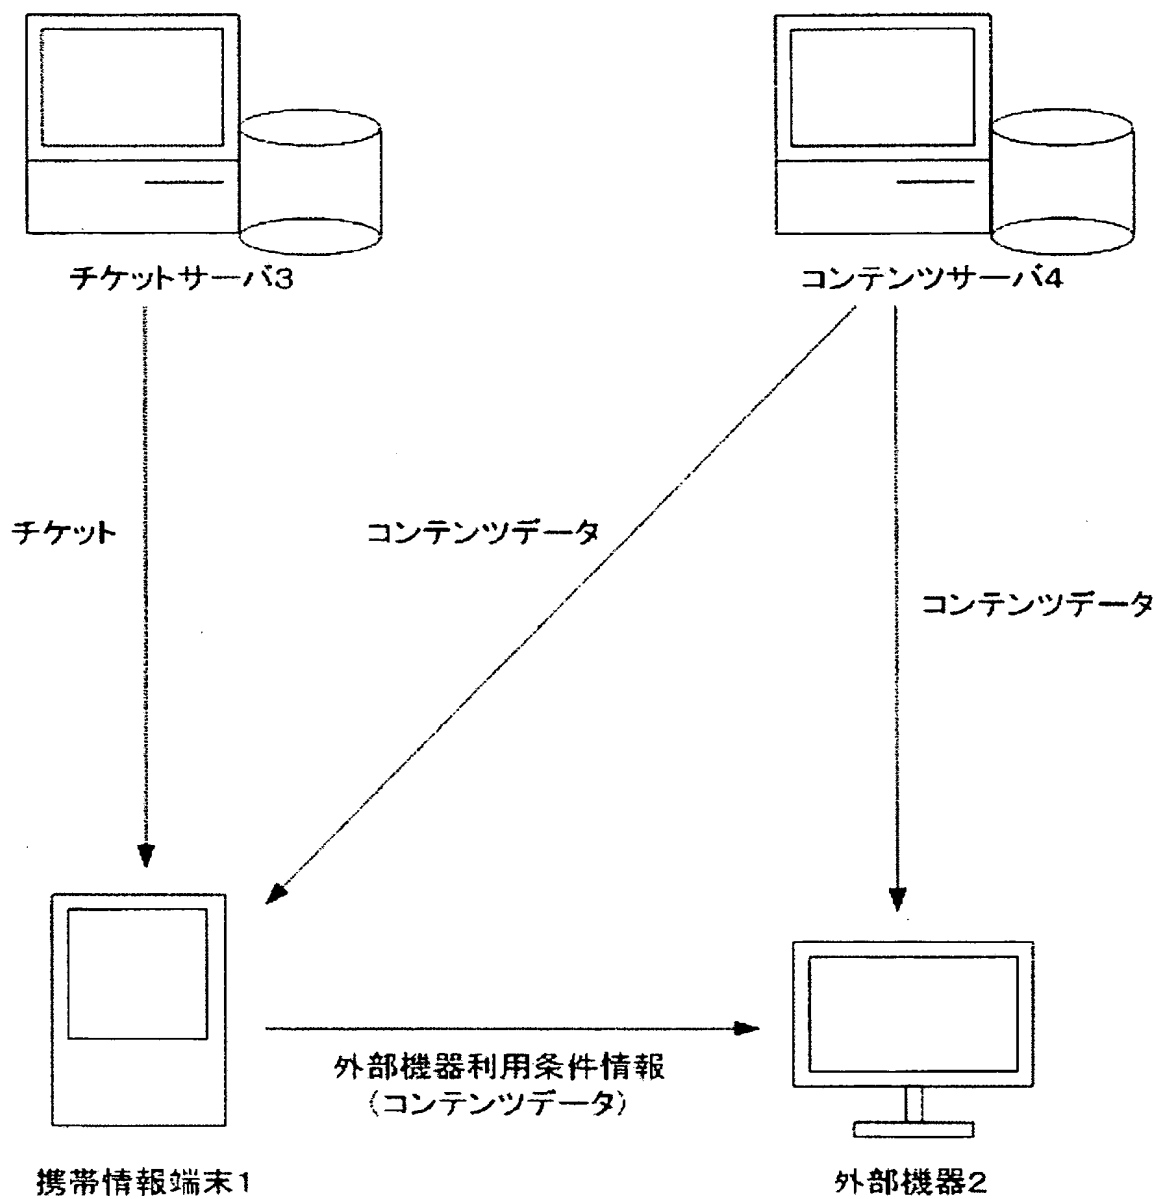 チケットサーバ3
コンテンツサーバ4
チケット
コンテンツデータ
コンテンツデータ
外部機器利用条件情報
(コンテンツデータ)
携帯情報端末1
外部機器2